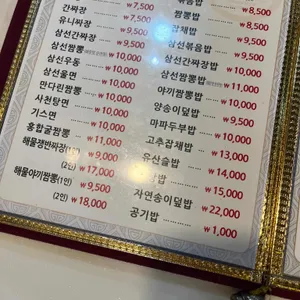 ₩7,500
간짜장 ₩7,500
유니짜장 ₩7,500
삼선간짜장 ₩9,500
삼선짬뽕 ₩10,000
삼선우동 ₩10,000
삼선울면 ₩10,000
만다린짬뽕 ₩10,000
사천탕면 ₩10,000
기스면 ₩10,000
홍합굴짬뽕 ₩11,000
해물쟁반짜장(1인) ₩9,000
(2인) ₩17,000
해물야끼짬뽕(1인) ₩9,500
(2인) ₩18,000
볶음밥
짬뽕밥 ₩8,500
잡채밥 ₩9,500
삼선볶음밥 ₩9,500
삼선짬뽕밥 ₩10,000
야끼짬뽕밥 ₩10,000
양송이덮밥 ₩10,000
마파두부밥 ₩11,000
고추잡채밥 ₩13,000
유산슬밥 ₩14,000
₩15,000
자연송이덮밥 ₩22,000
공기밥 ₩1,000